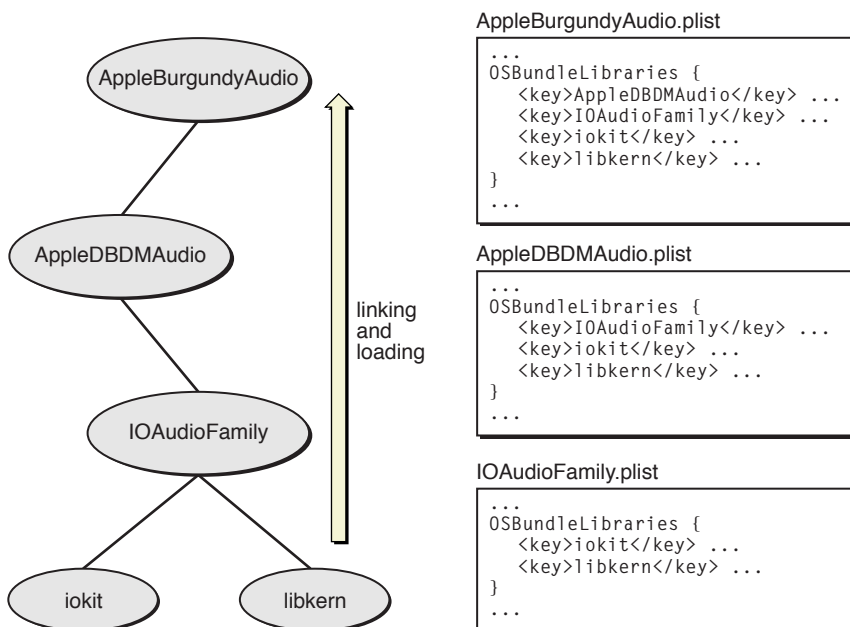 AppleBurgundyAudio
AppleDBDMAudio
IOAudioFamily
iokit
libkern
linking
and
loading
AppleBurgundyAudio.plist
...
OSBundleLibraries {
<key>AppleDBDMAudio</key> ...
<key>IOAudioFamily</key> ...
<key>iokit</key> ...
<key>libkern</key> ...
}
...
AppleDBDMAudio.plist
...
OSBundleLibraries {
<key>IOAudioFamily</key> ...
<key>iokit</key> ...
<key>libkern</key> ...
}
...
IOAudioFamily.plist
...
OSBundleLibraries {
<key>iokit</key> ...
<key>libkern</key> ...
}
...